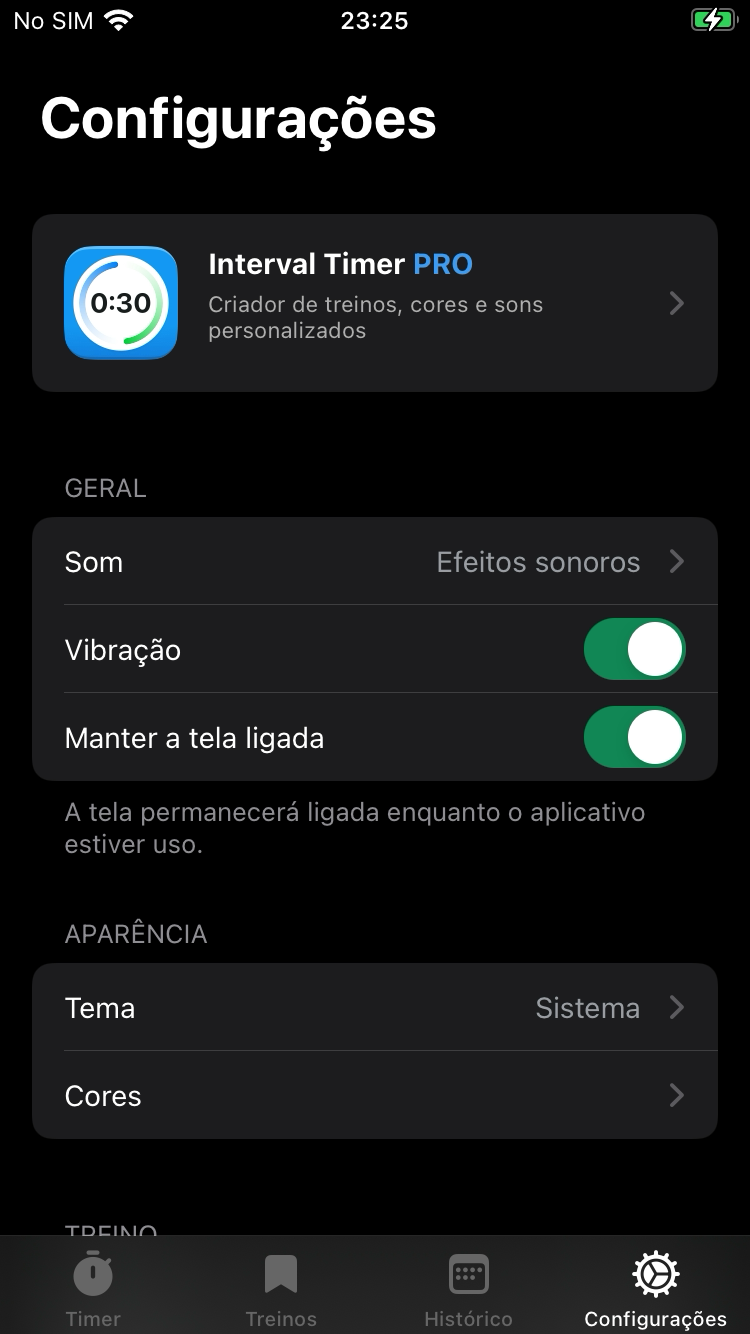 No SIM 23:25
Configurações
0:30
Interval Timer PRO
Criador de treinos, cores e sons
personalizados
GERAL
Som Efeitos sonoros
Vibração
Manter a tela ligada
A tela permanecerá ligada enquanto o aplicativo
estiver uso.
APARÊNCIA
Tema Sistema
Cores
TREINO
Timer Treinos Histórico Configurações